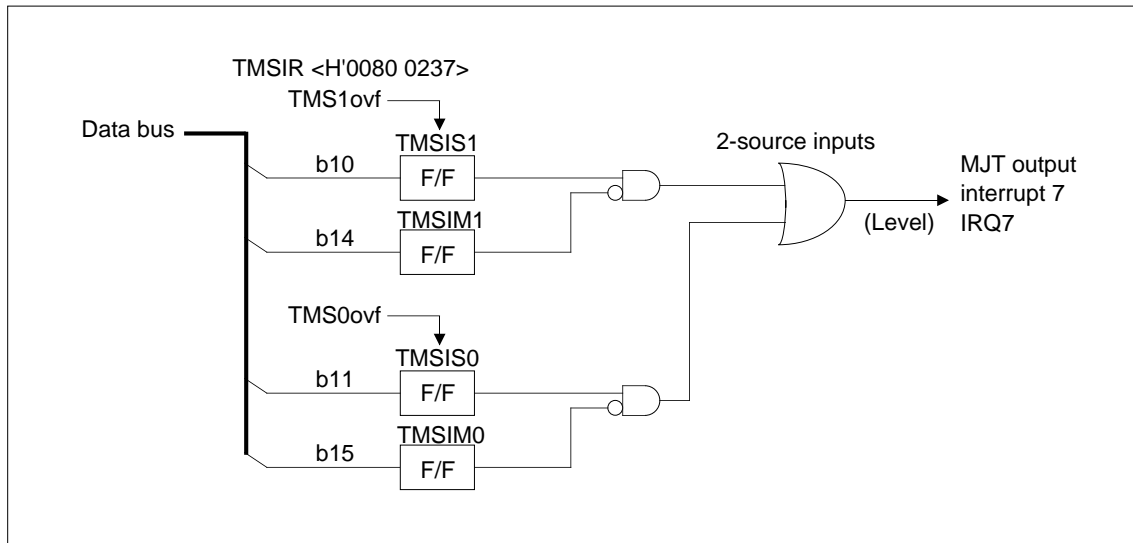 TMSIR <H'0080 0237>
TMS1ovf
Data bus
TMSIS1
b10
F/F
TMSIM1
b14
F/F
2-source inputs
MJT output
interrupt 7
IRQ7
(Level)
TMS0ovf
TMSIS0
b11
F/F
TMSIM0
b15
F/F